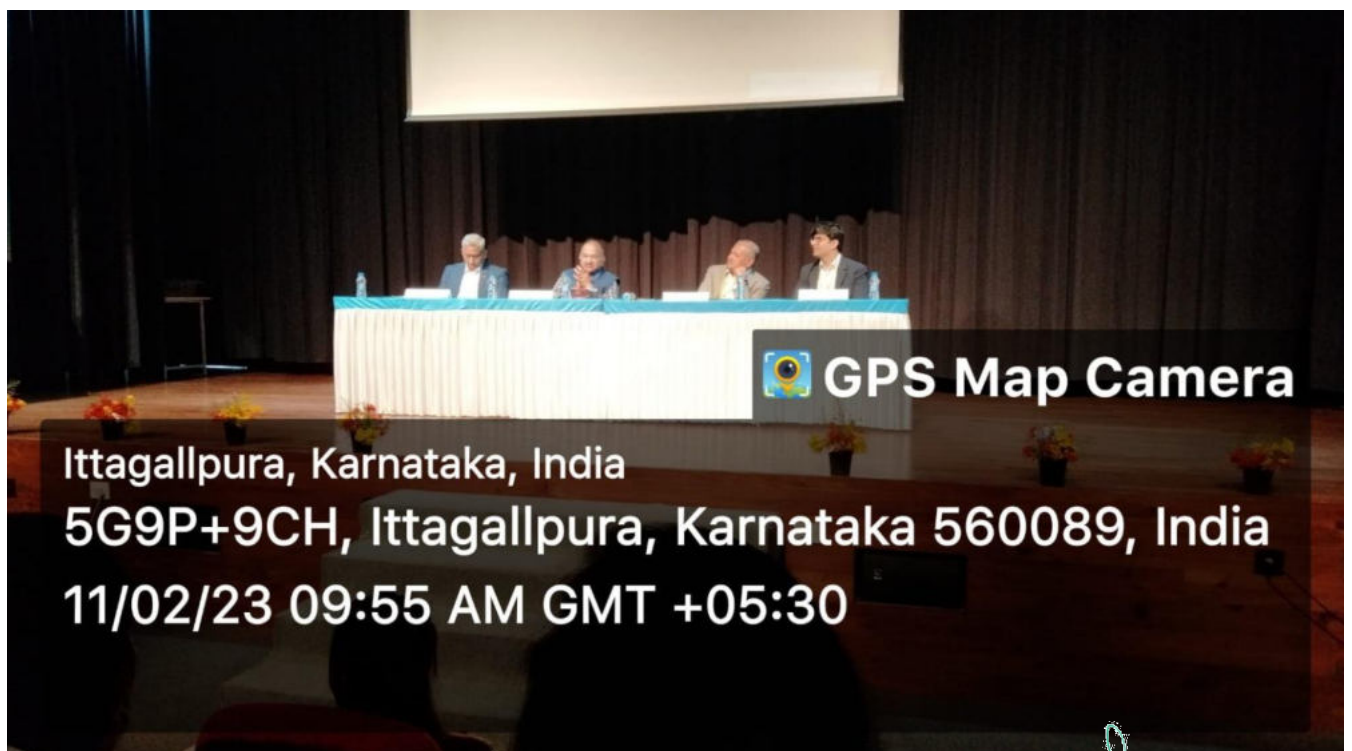 GPS Map Camera
Ittagallpura, Karnataka, India
5G9P+9CH, Ittagallpura, Karnataka 560089, India
11/02/23 09:55 AM GMT +05:30